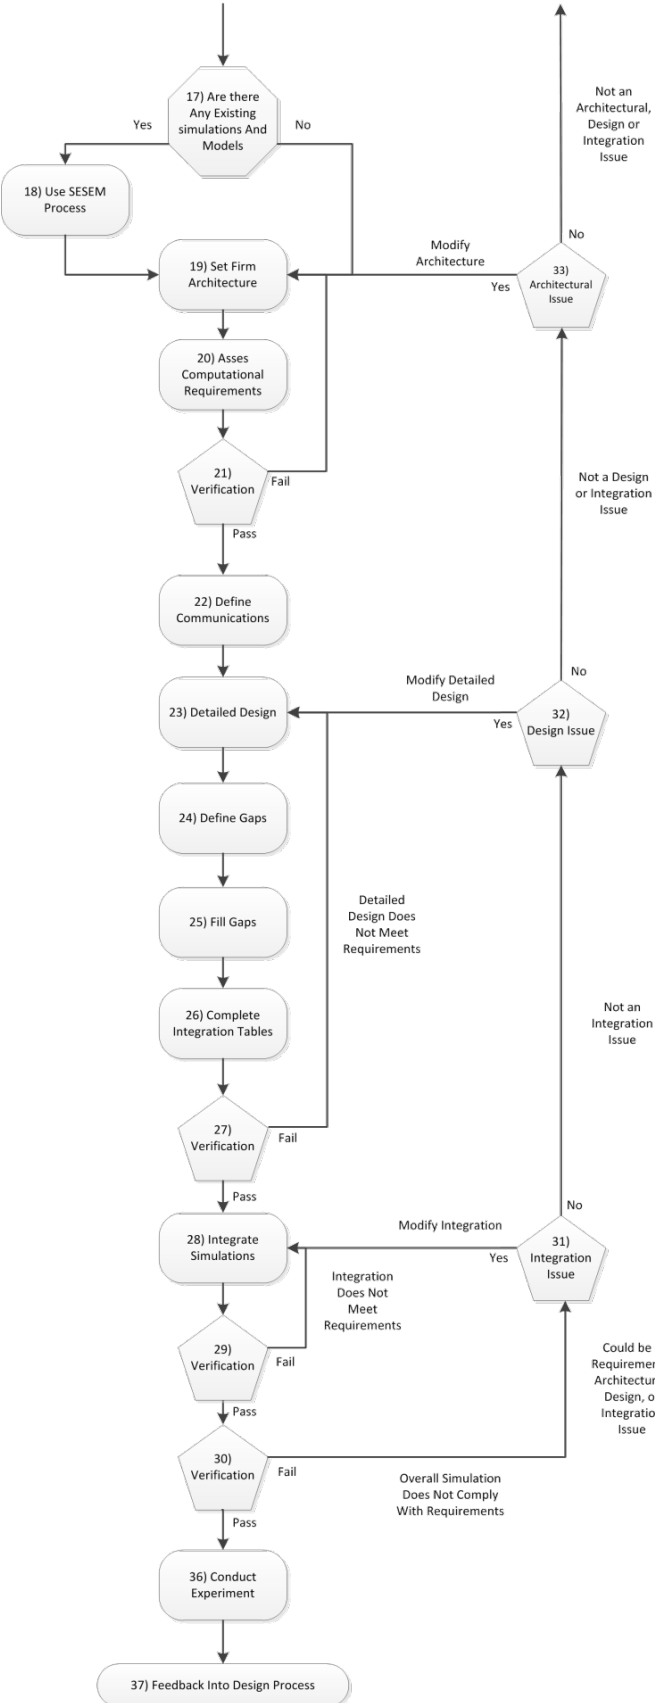 17) Are there
Any Existing
simulations And
Models
Yes
No
Not an
Architectural,
Design or
Integration
Issue
18) Use SESEM
Process
No
Modify
Architecture
19) Set Firm
Architecture
33)
Architectural
Issue
Yes
20) Asses
Computational
Requirements
21)
Verification
Fail
Pass
Not a Design
or Integration
Issue
22) Define
Communications
No
Modify Detailed
Design
23) Detailed Design
32)
Design Issue
Yes
24) Define Gaps
25) Fill Gaps
Detailed
Design Does
Not Meet
Requirements
26) Complete
Integration Tables
Not an
Integration
Issue
27)
Verification
Fail
Pass
No
Modify Integration
28) Integrate
Simulations
31)
Integration
Issue
Yes
Integration
Does Not
Meet
Requirements
29)
Verification
Fail
Pass
Could be
Design,
Issue
30)
Verification
Fail
Overall Simulation
Does Not Comply
With Requirements
Pass
36) Conduct
Experiment
37) Feedback Into Design Process